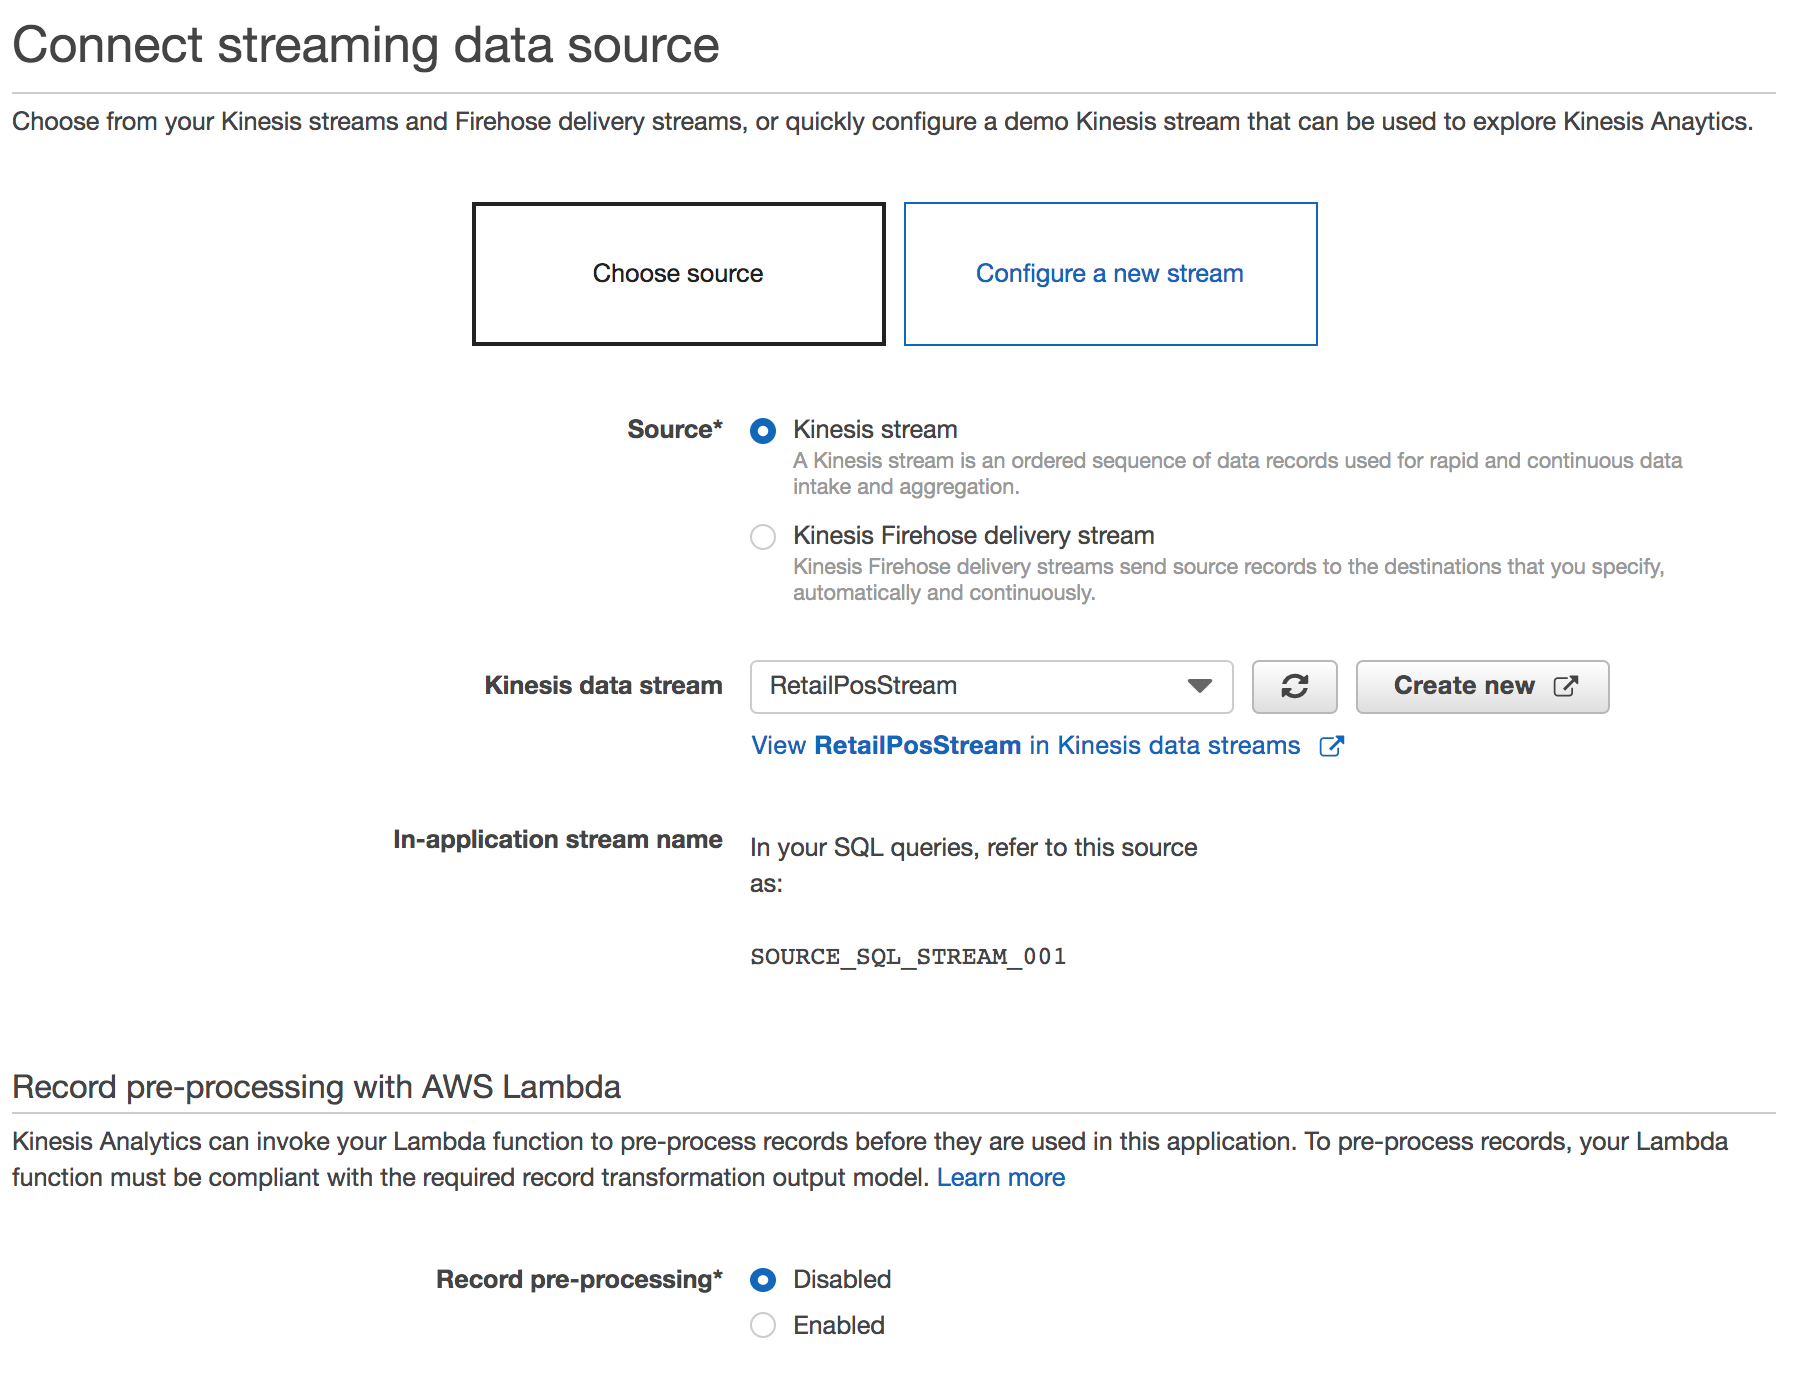 Connect streaming data source
Choose from your Kinesis streams and Firehose delivery streams, or quickly configure a demo Kinesis stream that can be used to explore Kinesis Anaytics.
Choose source
Configure a new stream
Source*
Kinesis stream
A Kinesis stream is an ordered sequence of data records used for rapid and continuous data
intake and aggregation.
Kinesis Firehose delivery stream
Kinesis Firehose delivery streams send source records to the destinations that you specify,
automatically and continuously.
Kinesis data stream
RetailPosStream
Create new
View RetailPosStream in Kinesis data streams
In-application stream name
In your SQL queries, refer to this source
as:
SOURCE_SQL_STREAM_001
Record pre-processing with AWS Lambda
Kinesis Analytics can invoke your Lambda function to pre-process records before they are used in this application. To pre-process records, your Lambda
function must be compliant with the required record transformation output model. Learn more
Record pre-processing*
Disabled
Enabled